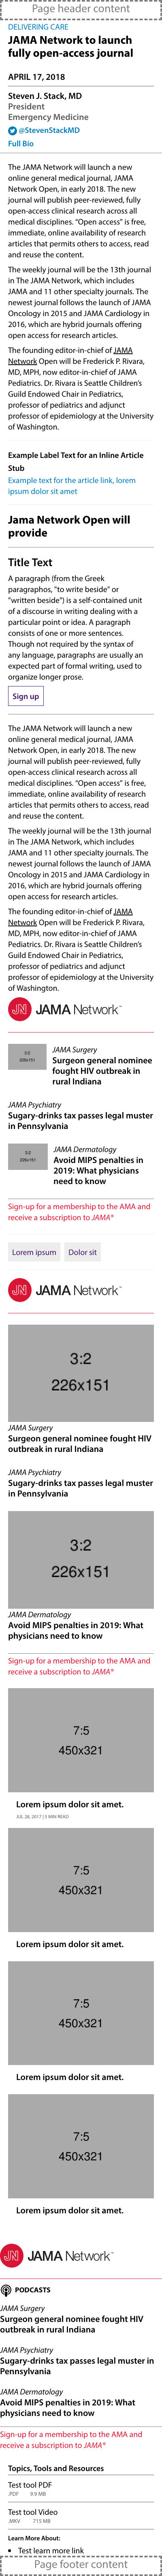 Page header content
DELIVERING CARE
JAMA Network to launch
fully open-access journal
APRIL 17, 2018
Steven J. Stack, MD
President
Emergency Medicine
@StevenStackMD
Full Bio
The JAMA Network will launch a new
online general medical journal, JAMA
Network Open, in early 2018. The new
journal will publish peer-reviewed, fully
open-access clinical research across all
medical disciplines. "Open access" is free,
immediate, online availability of research
articles that permits others to access, read
and reuse the content.
The weekly journal will be the 13th journal
in The JAMA Network, which includes
JAMA and 11 other specialty journals. The
newest journal follows the launch of JAMA
Oncology in 2015 and JAMA Cardiology in
2016, which are hybrid journals offering
open access for research articles.
The founding editor-in-chief of JAMA
Network Open will be Frederick P. Rivara,
MD, MPH, now editor-in-chief of JAMA
Pediatrics. Dr. Rivara is Seattle Children's
Guild Endowed Chair in Pediatrics,
professor of pediatrics and adjunct
professor of epidemiology at the University
of Washington.
Example Label Text for an Inline Article
Stub
Example text for the article link, lorem
ipsum dolor sit amet
Jama Network Open will
provide
Title Text
A paragraph (from the Greek
paragraphos, "to write beside" or
"written beside") is a self-contained unit
of a discourse in writing dealing with a
particular point or idea. A paragraph
consists of one or more sentences.
Though not required by the syntax of
any language, paragraphs are usually an
expected part of formal writing, used to
organize longer prose.
Sign up
The JAMA Network will launch a new
online general medical journal, JAMA
Network Open, in early 2018. The new
journal will publish peer-reviewed, fully
open-access clinical research across all
medical disciplines. "Open access" is free,
immediate, online availability of research
articles that permits others to access, read
and reuse the content.
The weekly journal will be the 13th journal
in The JAMA Network, which includes
JAMA and 11 other specialty journals. The
newest journal follows the launch of JAMA
Oncology in 2015 and JAMA Cardiology in
2016, which are hybrid journals offering
open access for research articles.
The founding editor-in-chief of JAMA
Network Open will be Frederick P. Rivara,
MD, MPH, now editor-in-chief of JAMA
Pediatrics. Dr. Rivara is Seattle Children's
Guild Endowed Chair in Pediatrics,
professor of pediatrics and adjunct
professor of epidemiology at the University
of Washington.
JN JAMA Network™
3:2
226x151
JAMA Surgery
Surgeon general nominee
fought HIV outbreak in
rural Indiana
JAMA Psychiatry
Sugary-drinks tax passes legal muster
in Pennsylvania
3:2
226x151
JAMA Dermatology
Avoid MIPS penalties in
2019: What physicians
need to know
Sign-up for a membership to the AMA and
receive a subscription to JAMA®
Lorem ipsum
Dolor sit
JN JAMA Network™
3:2
226x151
JAMA Surgery
Surgeon general nominee fought HIV
outbreak in rural Indiana
JAMA Psychiatry
Sugary-drinks tax passes legal muster
in Pennsylvania
3:2
226x151
JAMA Dermatology
Avoid MIPS penalties in 2019: What
physicians need to know
Sign-up for a membership to the AMA and
receive a subscription to JAMA®
7:5
450x321
Lorem ipsum dolor sit amet.
JUL 28, 2017 | 5 MIN READ
7:5
450x321
Lorem ipsum dolor sit amet.
7:5
450x321
Lorem ipsum dolor sit amet.
7:5
450x321
Lorem ipsum dolor sit amet.
JN JAMA Network™
PODCASTS
JAMA Surgery
Surgeon general nominee fought HIV
outbreak in rural Indiana
JAMA Psychiatry
Sugary-drinks tax passes legal muster in
Pennsylvania
JAMA Dermatology
Avoid MIPS penalties in 2019: What
physicians need to know
Sign-up for a membership to the AMA and
receive a subscription to JAMA®
Topics, Tools and Resources
Test tool PDF
.PDF 9.9 MB
Test tool Video
.MKV 715 MB
Learn More About:
• Test learn more link
Page footer content